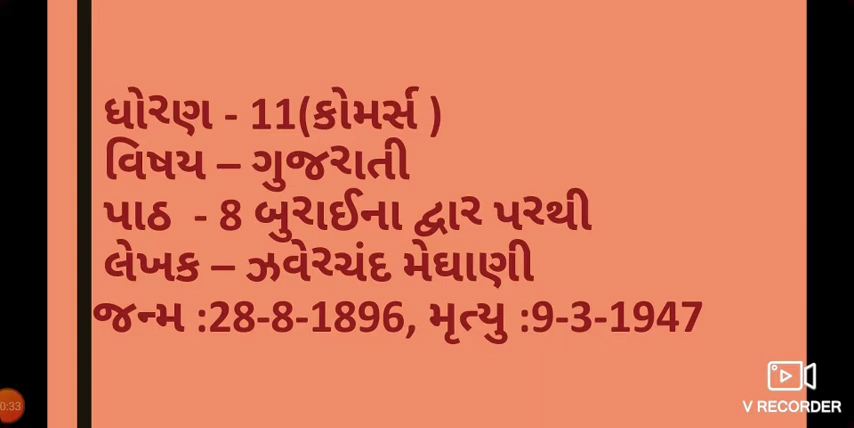 ધોરણ - 11(કોમર્સ )
વિષય – ગુજરાતી
પાઠ - 8 બુરાઈના દ્વાર પરથી
લેખક – ઝવેરચંદ મેઘાણી
જન્મ :28-8-1896, મૃત્યુ :9-3-1947
0:33
V RECORDER